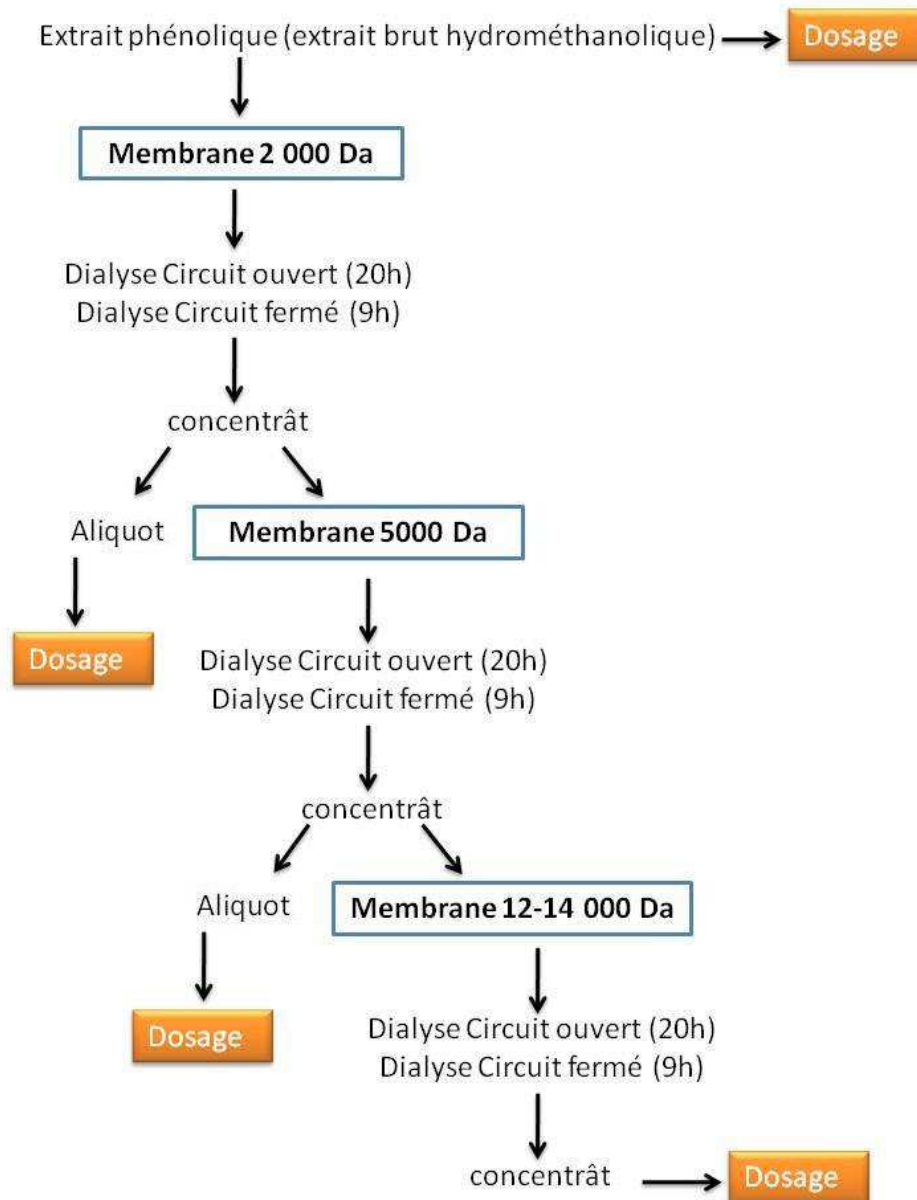 Extrait phénolique (extrait brut hydrométhanolique) Dosage
Membrane 2 000 Da
Dialyse Circuit ouvert (20h)
Dialyse Circuit fermé (9h)
concentrât
Aliquot Membrane 5000 Da
Dosage
Dialyse Circuit ouvert (20h)
Dialyse Circuit fermé (9h)
concentrât
Aliquot Membrane 12-14 000 Da
Dosage
Dialyse Circuit ouvert (20h)
Dialyse Circuit fermé (9h)
concentrât Dosage